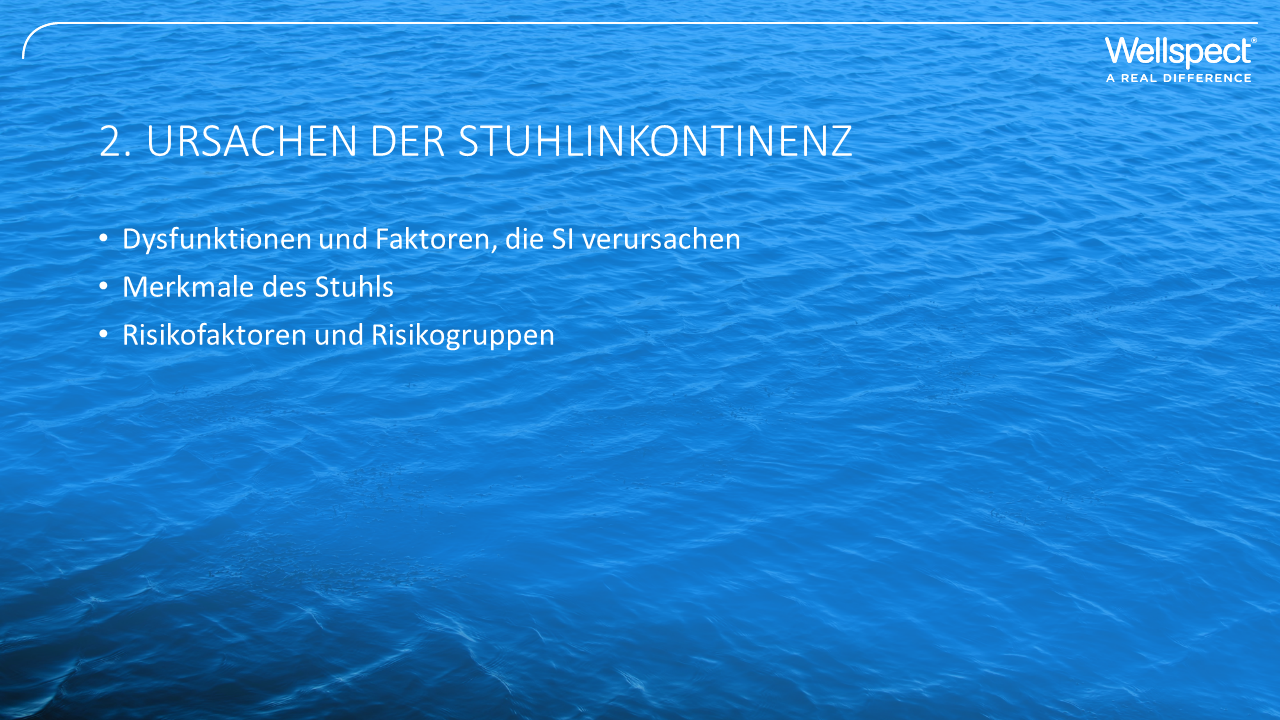 Wellspect®
A REAL DIFFERENCE
2. URSACHEN DER STUHLINKONTINENZ
• Dysfunktionen und Faktoren, die SI verursachen
• Merkmale des Stuhls
• Risikofaktoren und Risikogruppen